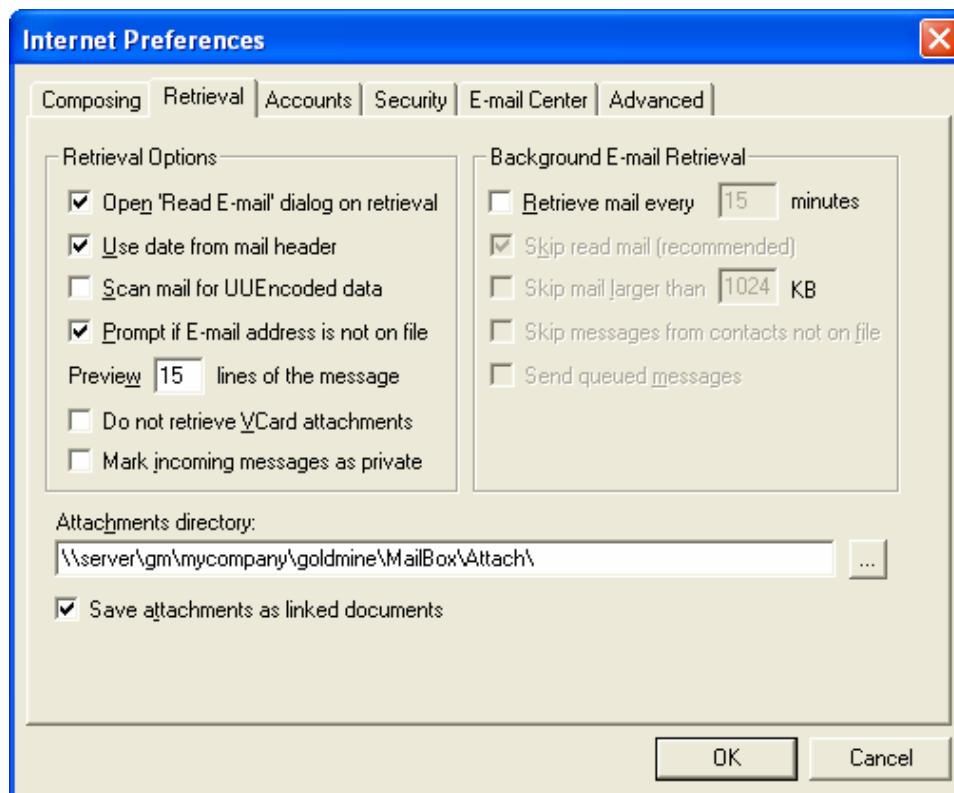 Internet Preferences
Composing Retrieval Accounts Security E-mail Center Advanced
Retrieval Options
Open 'Read E-mail' dialog on retrieval
Use date from mail header
Scan mail for UUEncoded data
Prompt if E-mail address is not on file
Preview 15 lines of the message
Do not retrieve VCard attachments
Mark incoming messages as private
Background E-mail Retrieval
Retrieve mail every 15 minutes
Skip read mail (recommended)
Skip mail larger than 1024 KB
Skip messages from contacts not on file
Send queued messages
Attachments directory:
\\server\gm\mycompany\goldmine\MailBox\Attach\
...
Save attachments as linked documents
OK Cancel